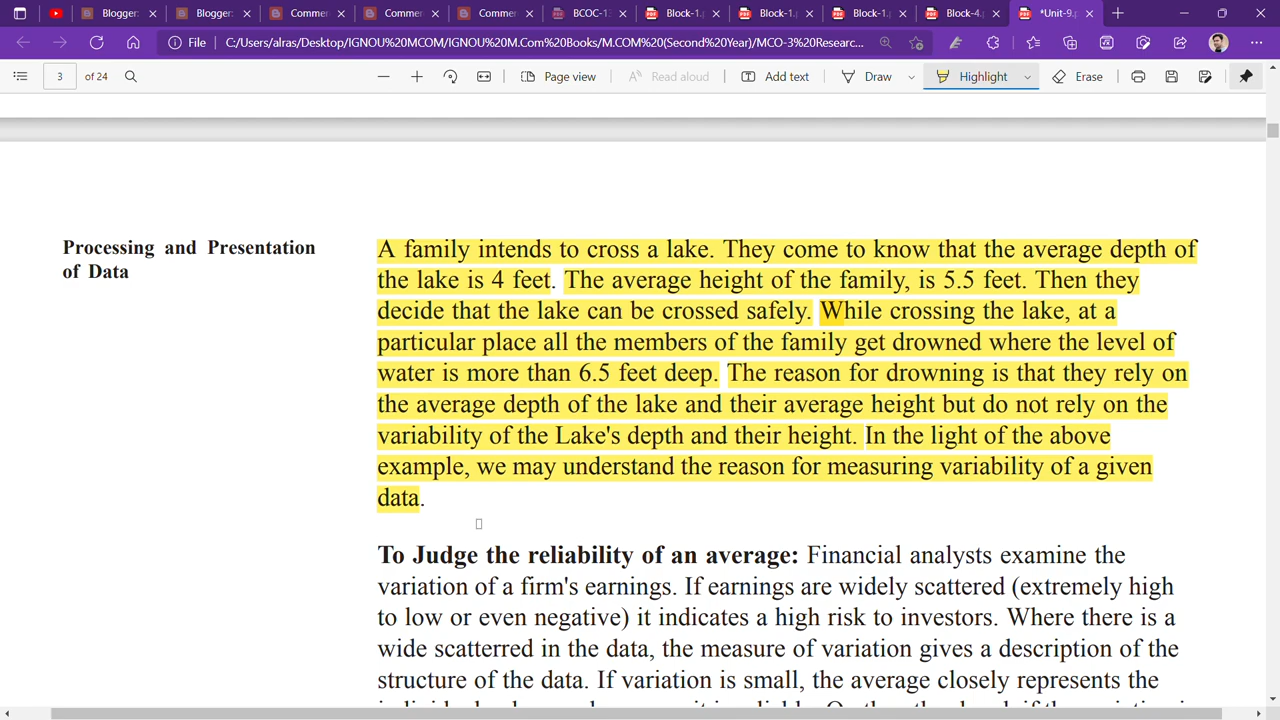 Blogger: Blogger: Comme Comme Comme BCOC-13 Block-1.p Block-1.p Block-1.p Block-4.p *Unit-9.p
File C:/Users/alras/Desktop/IGNOU%20MCOM/IGNOU%20M.Com%20Books/M.COM%20(Second%20Year)/MCO-3%20Researc...
3 of 24 Page view Read aloud Add text Draw Highlight Erase
Processing and Presentation
of Data
A family intends to cross a lake. They come to know that the average depth of
the lake is 4 feet. The average height of the family, is 5.5 feet. Then they
decide that the lake can be crossed safely. While crossing the lake, at a
particular place all the members of the family get drowned where the level of
water is more than 6.5 feet deep. The reason for drowning is that they rely on
the average depth of the lake and their average height but do not rely on the
variability of the Lake's depth and their height. In the light of the above
example, we may understand the reason for measuring variability of a given
data.
To Judge the reliability of an average: Financial analysts examine the
variation of a firm's earnings. If earnings are widely scattered (extremely high
to low or even negative) it indicates a high risk to investors. Where there is a
wide scatterred in the data, the measure of variation gives a description of the
structure of the data. If variation is small, the average closely represents the